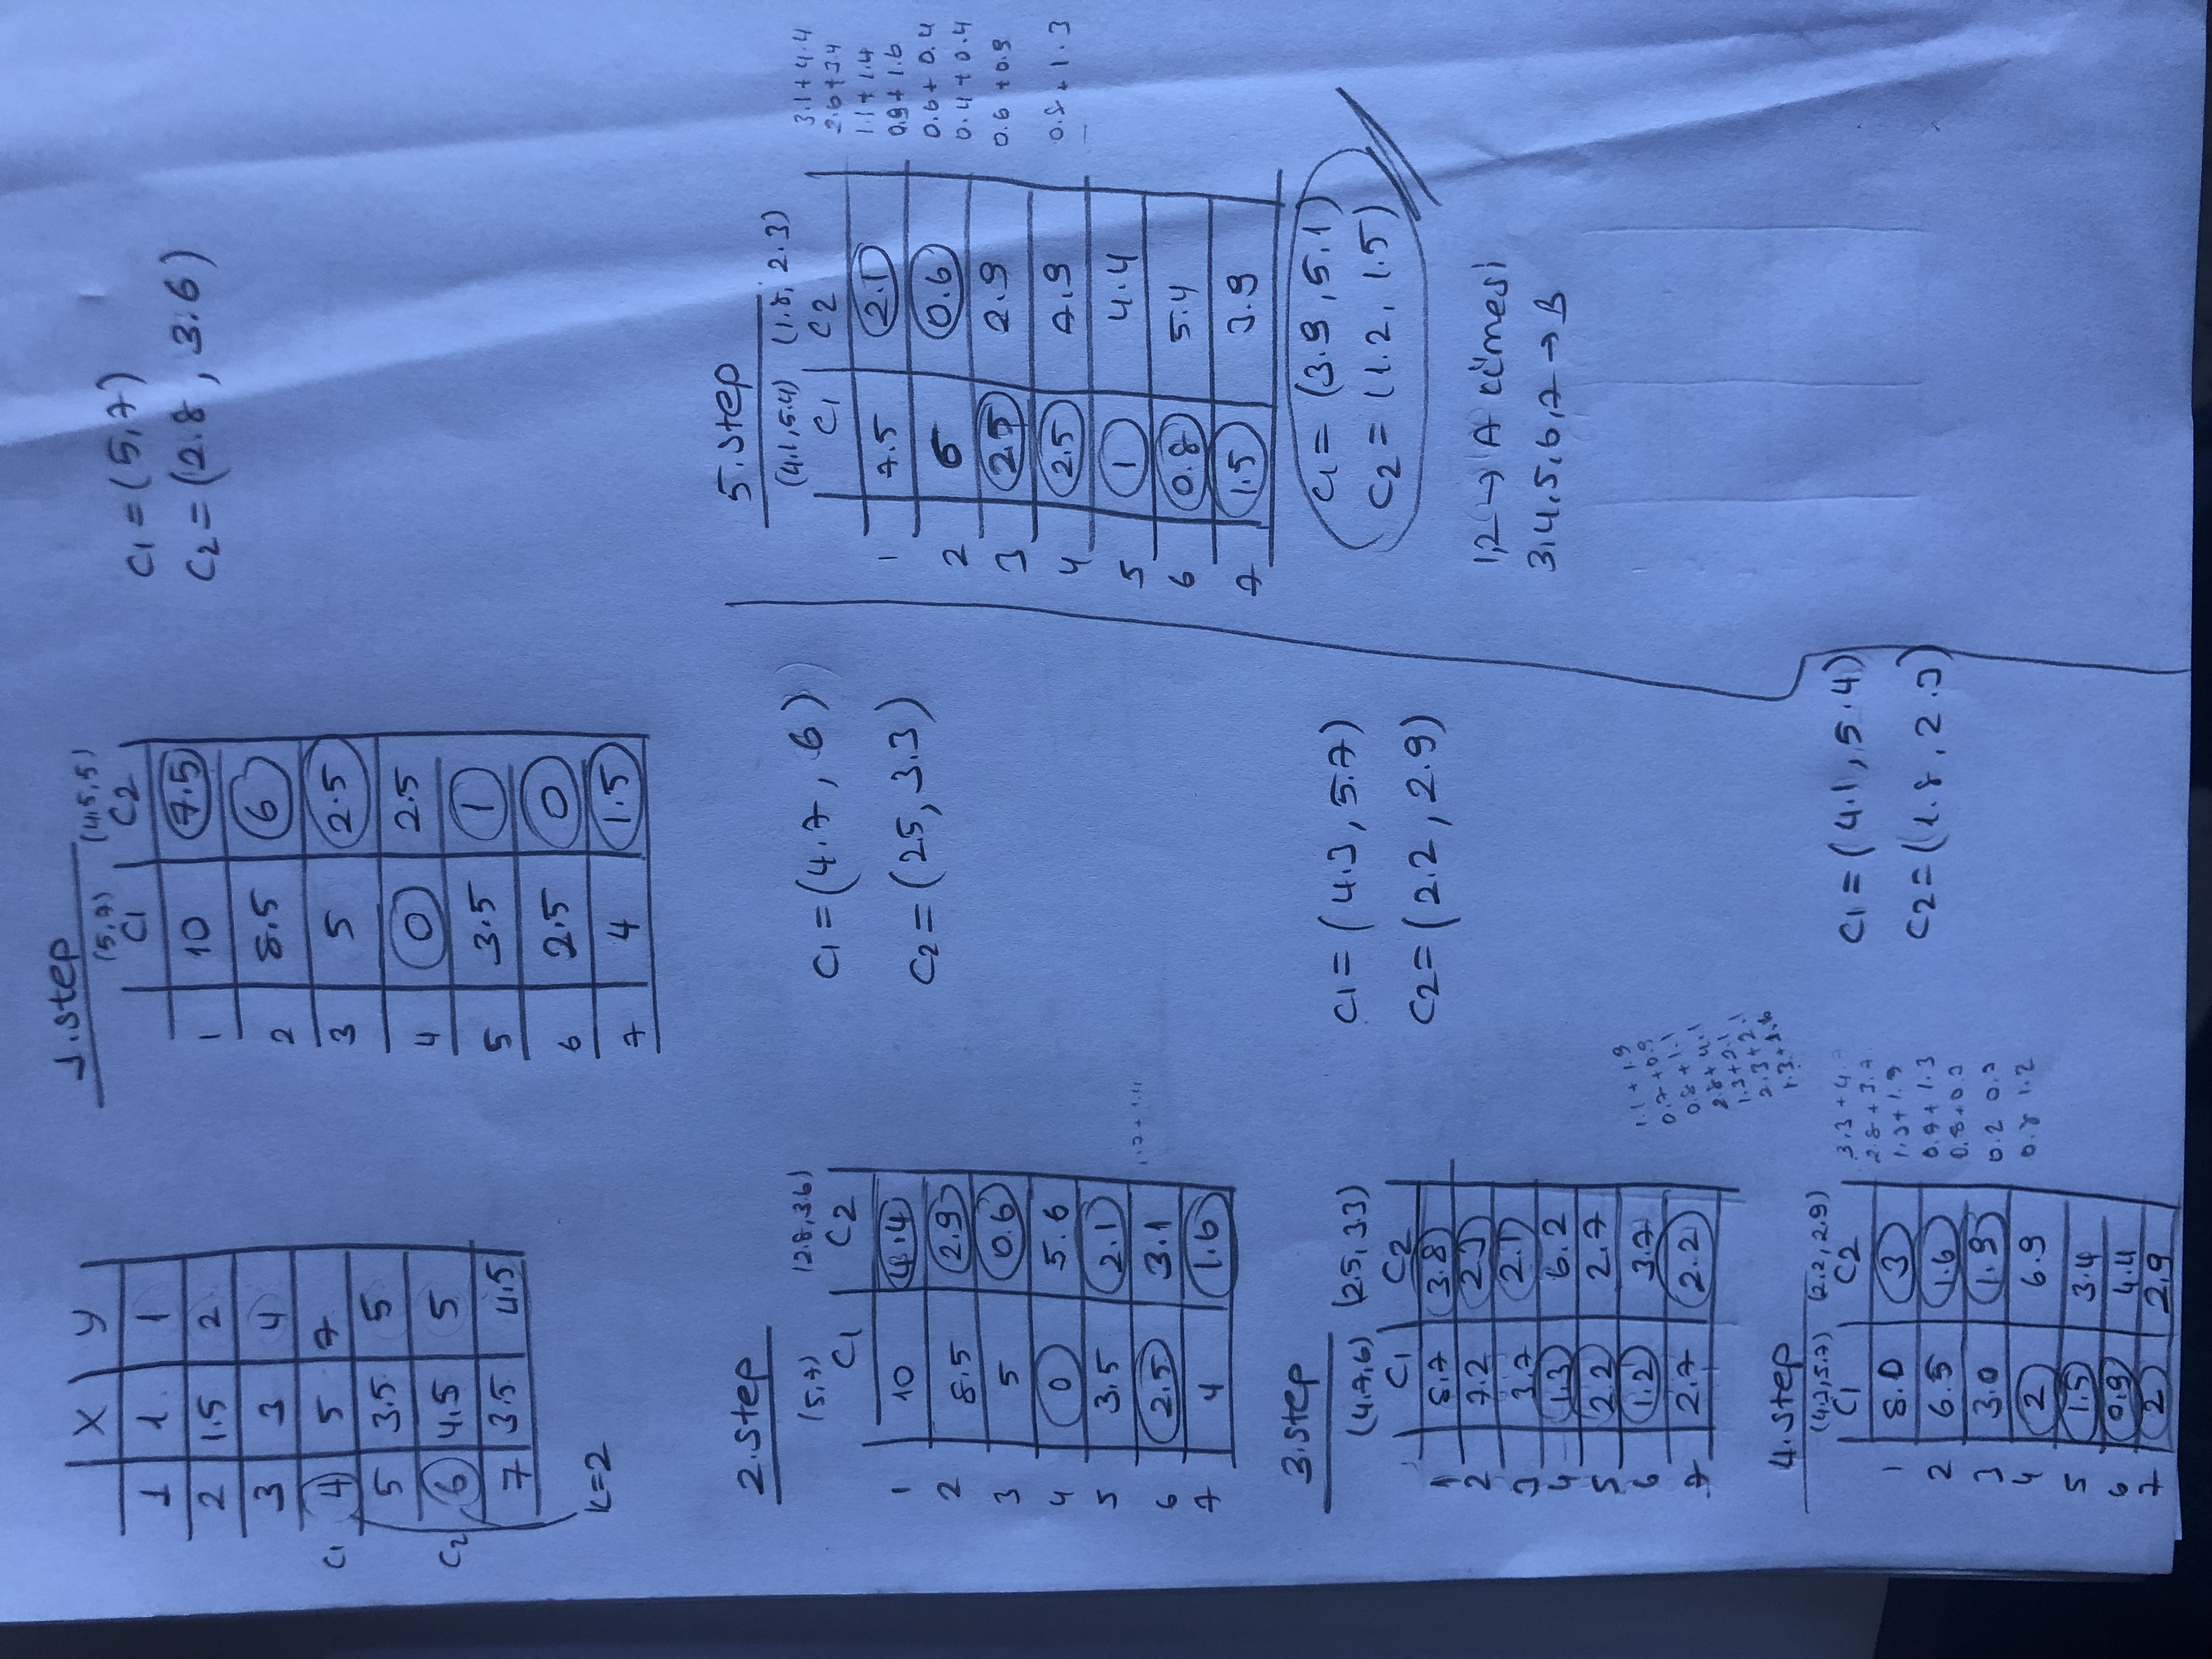 X Y
1 1 1
2 1.5 2
3 3 4
C1 4 5 7
5 3.5 5
C2 6 4.5 5
7 3.5 4.5
K=2
1.step
(5,7) (4.5,5)
C1 C2
1 10 7.5
2 8.5 6
3 5 2.5
4 0 2.5
5 3.5 1
6 2.5 0
7 4 1.5
C1 = (5,7)
C2 = (2.8, 3.6)
2.step
(5,7) (2.8,3.6)
C1 C2
1 10 4.4
2 8.5 2.9
3 5 0.6
4 0 5.6
5 3.5 2.1
6 2.5 3.1
7 4 1.6
C1 = (4.7, 6)
C2 = (25, 3.3)
3.step
(4.7,6) (2.5,3.3)
C1 C2
1 8.7 3.8
2 7.2 2.3
3 3.7 2.1
4 1.3 6.2
5 2.2 2.7
6 1.2 3.7
7 2.7 2.2
1.1 + 1.9
0.7 + 0.9
0.8 + 1.1
2.8 + 4.1
1.3 + 2.1
2.3 + 2.1
1.3 + 1.6
C1 = (4.3, 5.7)
C2 = (2.2, 2.9)
4.step
(4.3,5.7) (2.2,2.9)
C1 C2
1 8.0 3
2 6.5 1.6
3 3.0 1.9
4 2 6.9
5 1.5 3.4
6 0.9 4.4
7 2 2.9
3.3 + 4.
2.8 + 3.7
1.3 + 1.9
0.9 + 1.3
0.8 + 0.3
0.2 0.3
0.8 1.2
C1 = (4.1, 5.4)
C2 = (1.8, 2.3)
5.step
(4.1,5.4) (1.8, 2.3)
C1 C2
1 7.5 2.1
2 6 0.6
3 2.5 2.9
4 2.5 7.9
5 1 4.4
6 0.8 5.4
7 1.5 3.9
3.1 + 4.4
2.6 + 3.4
1.1 + 1.4
0.9 + 1.6
0.6 + 0.4
0.4 + 0.4
0.6 + 0.9
0.8 + 1.3
C1 = (3.9, 5.1)
C2 = (1.2, 1.5)
1,2 → A kümesi
3,4,5,6,7 → B